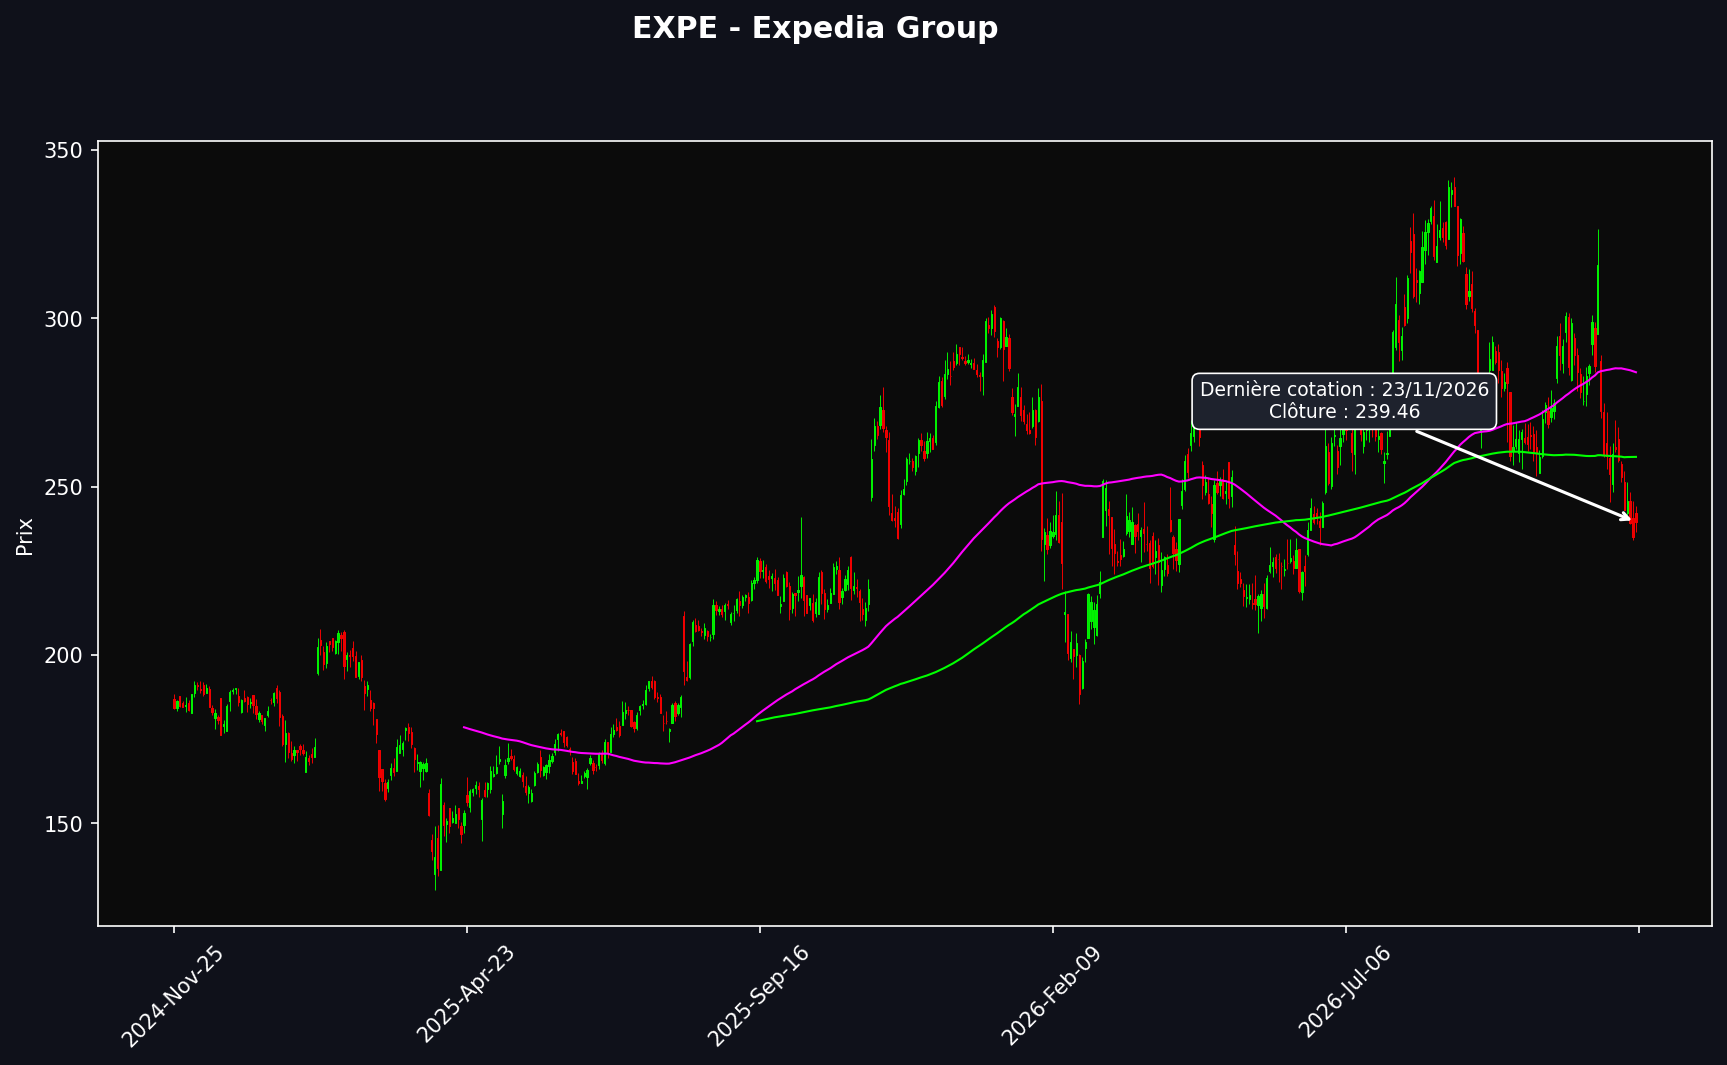 EXPE - Expedia Group
350
300
250
200
150
Prix
Dernière cotation : 23/11/2026
Clôture : 239.46
2024-Nov-25
2025-Apr-23
2025-Sep-16
2026-Feb-09
2026-Jul-06